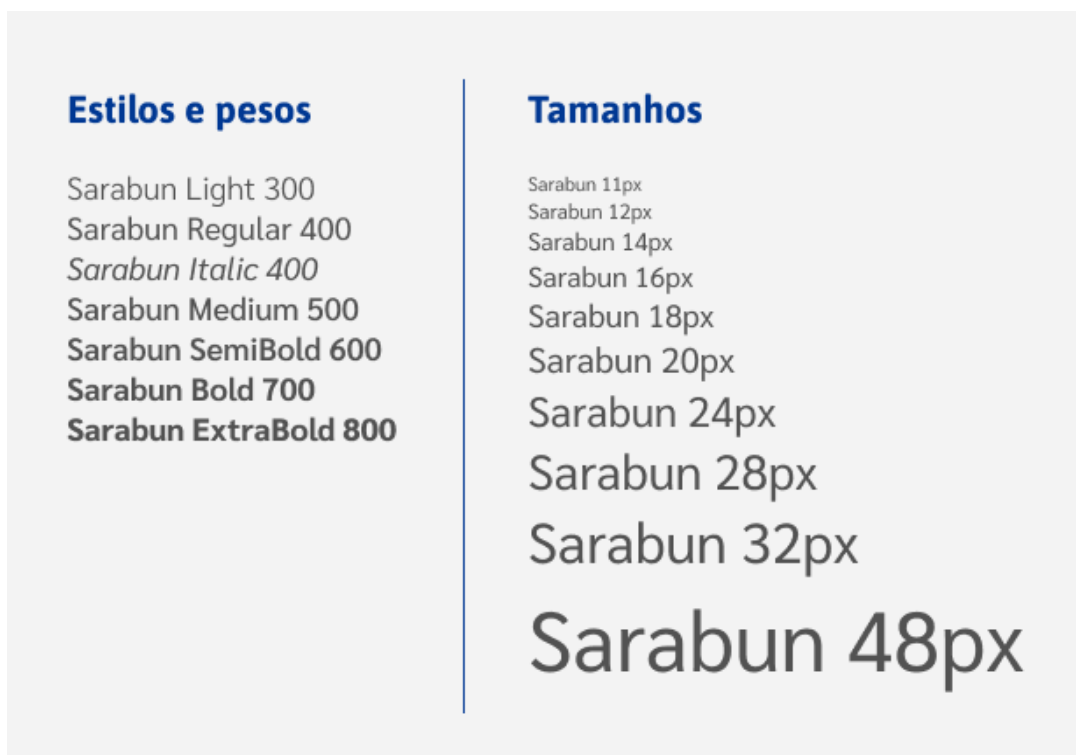 Estilos e pesos
Sarabun Light 300
Sarabun Regular 400
Sarabun Italic 400
Sarabun Medium 500
Sarabun SemiBold 600
Sarabun Bold 700
Sarabun ExtraBold 800
Tamanhos
Sarabun 11px
Sarabun 12px
Sarabun 14px
Sarabun 16px
Sarabun 18px
Sarabun 20px
Sarabun 24px
Sarabun 28px
Sarabun 32px
Sarabun 48px